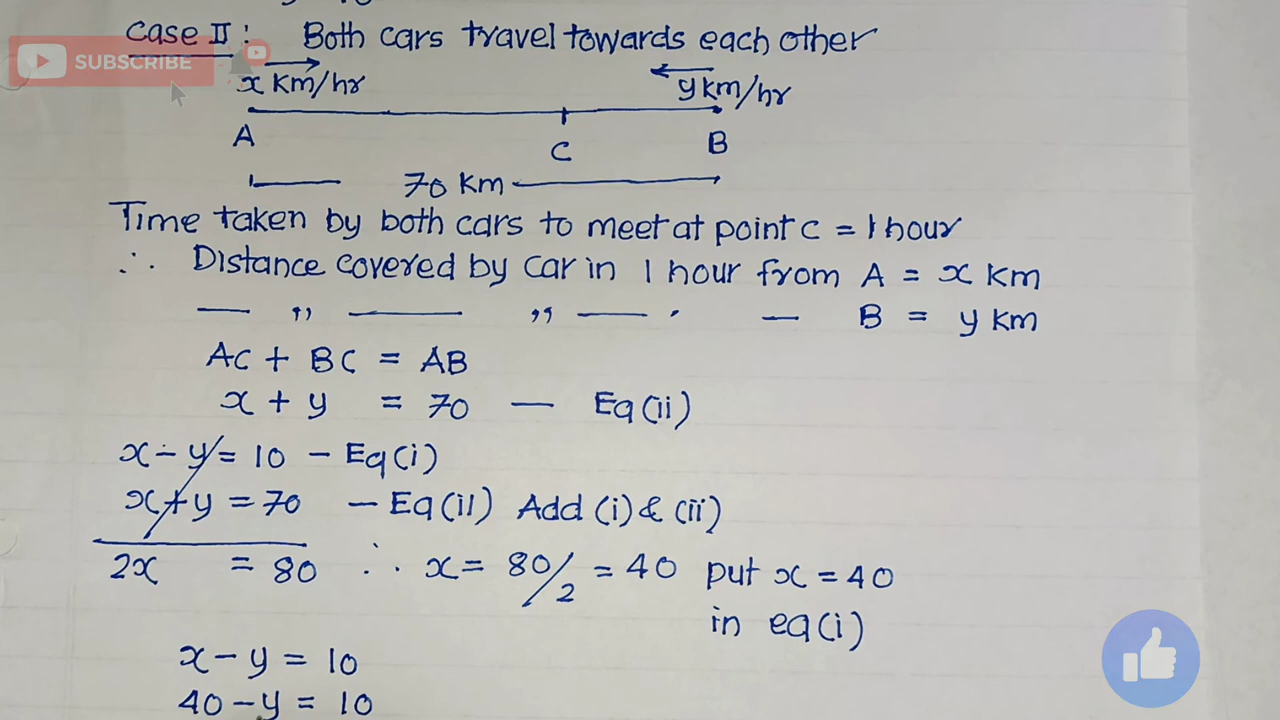 Case II : Both cars travel towards each other
SUBSCRIBE
x Km/hr y km/hr
A C B
70 Km
Time taken by both cars to meet at point C = 1 hour
∴ Distance covered by car in 1 hour from A = x Km
— ,, — ,, — — B = y Km
AC + BC = AB
x + y = 70 — Eq(ii)
x - y = 10 - Eq(i)
x + y = 70 - Eq(ii) Add (i) & (ii)
2x = 80 ∴ x = 80/2 = 40 put x = 40
in eq(i)
x - y = 10
40 - y = 10